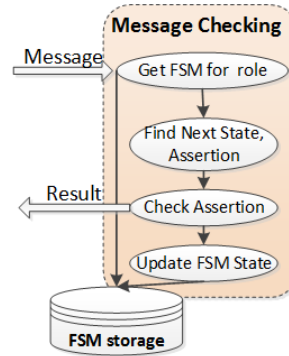 Message Checking
Message
Get FSM for role
Find Next State,
Assertion
Result
Check Assertion
Update FSM State
FSM storage